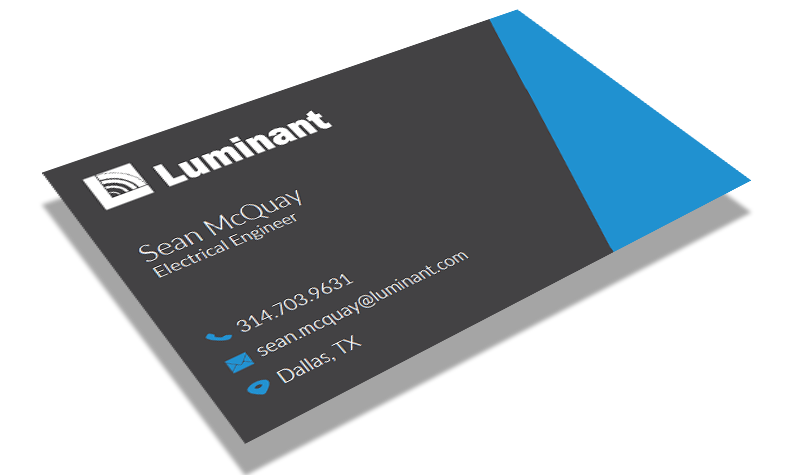 Luminant
Sean McQuay
Electrical Engineer
314.703.9631
sean.mcquay@luminant.com
Dallas, TX